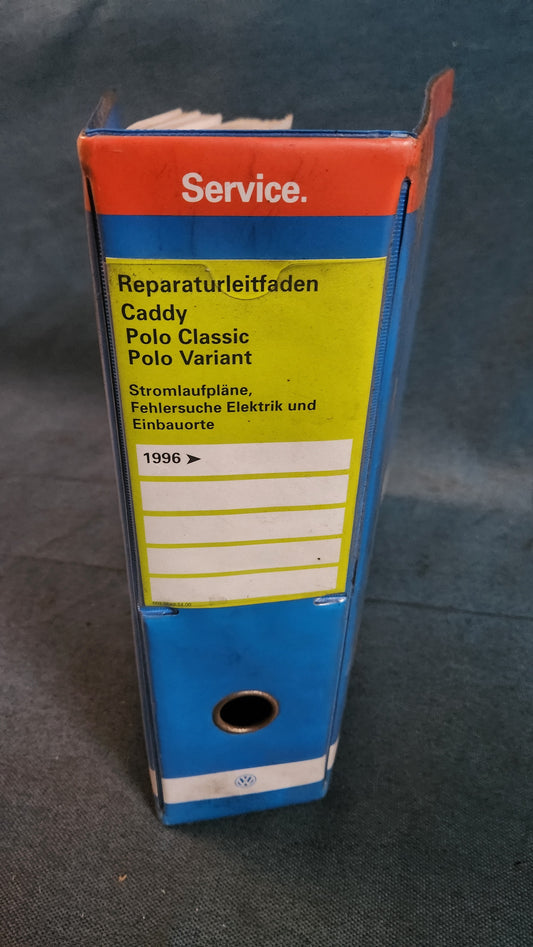 Service.
Reparaturleitfaden
Caddy
Polo Classic
Polo Variant
Stromlaufpläne,
Fehlersuche Elektrik und
Einbauorte
1996 ➤